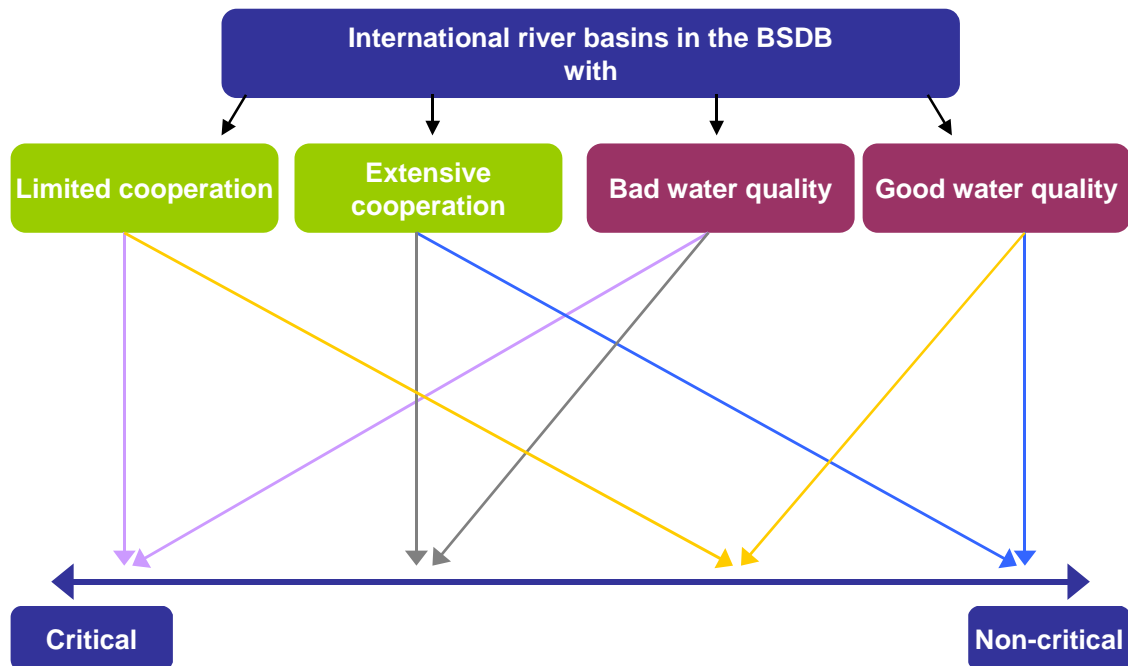 International river basins in the BSDB
with
Limited cooperation
Extensive
cooperation
Bad water quality
Good water quality
Critical
Non-critical